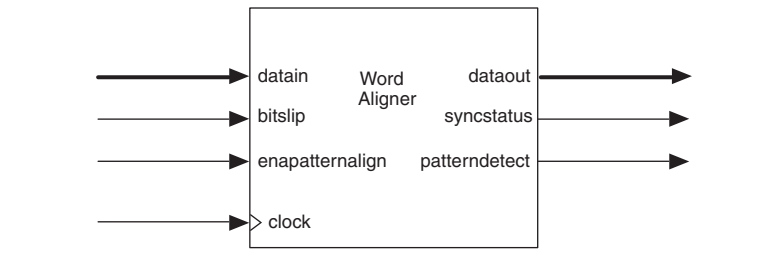 datain
Word
Aligner
dataout
bitslip
syncstatus
enapatternalign
patterndetect
clock